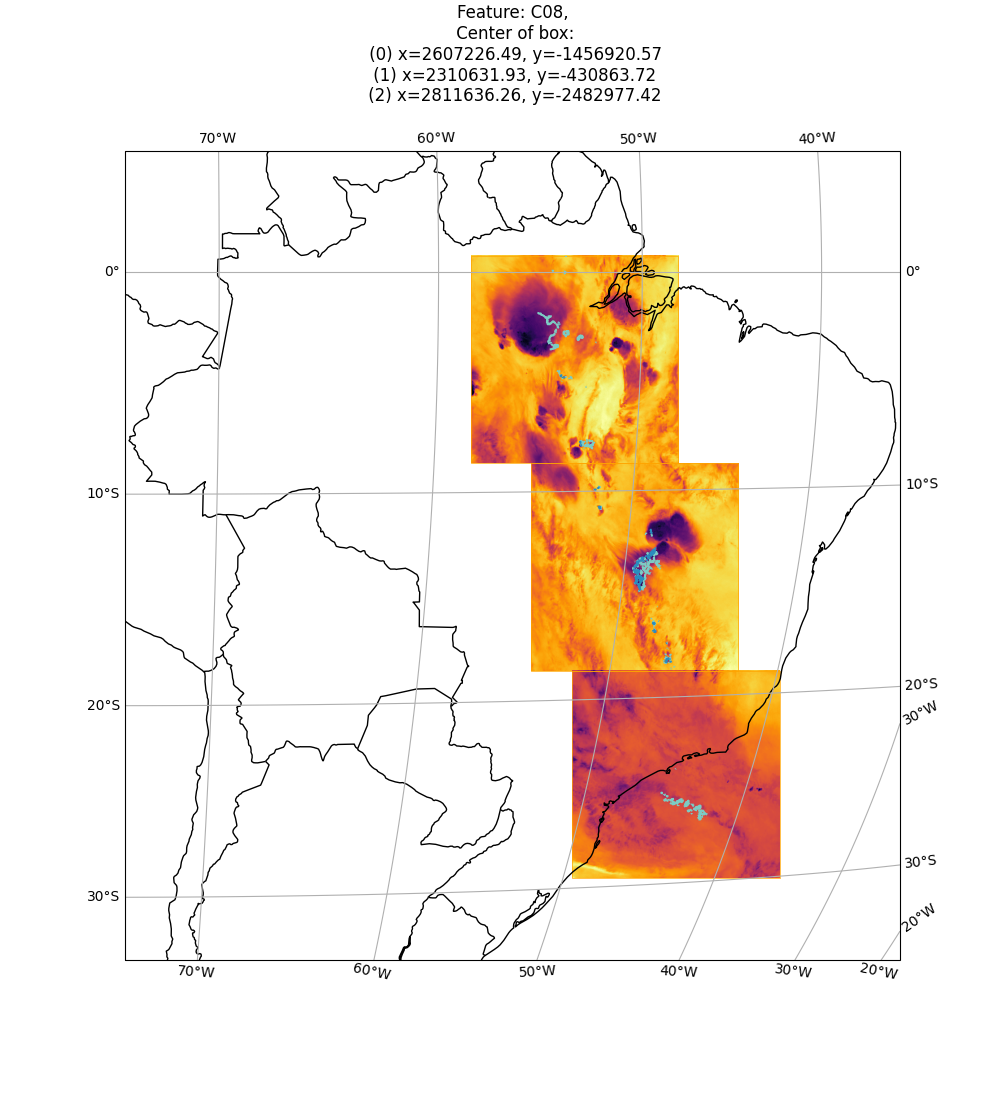 Feature: C08,
Center of box:
(0) x=2607226.49, y=-1456920.57
(1) x=2310631.93, y=-430863.72
(2) x=2811636.26, y=-2482977.42
70°W 60°W 50°W 40°W
0° 0°
10°S 10°S
20°S 20°S
30°W
30°S 30°S
20°W
70°W 60°W 50°W 40°W 30°W 20°W